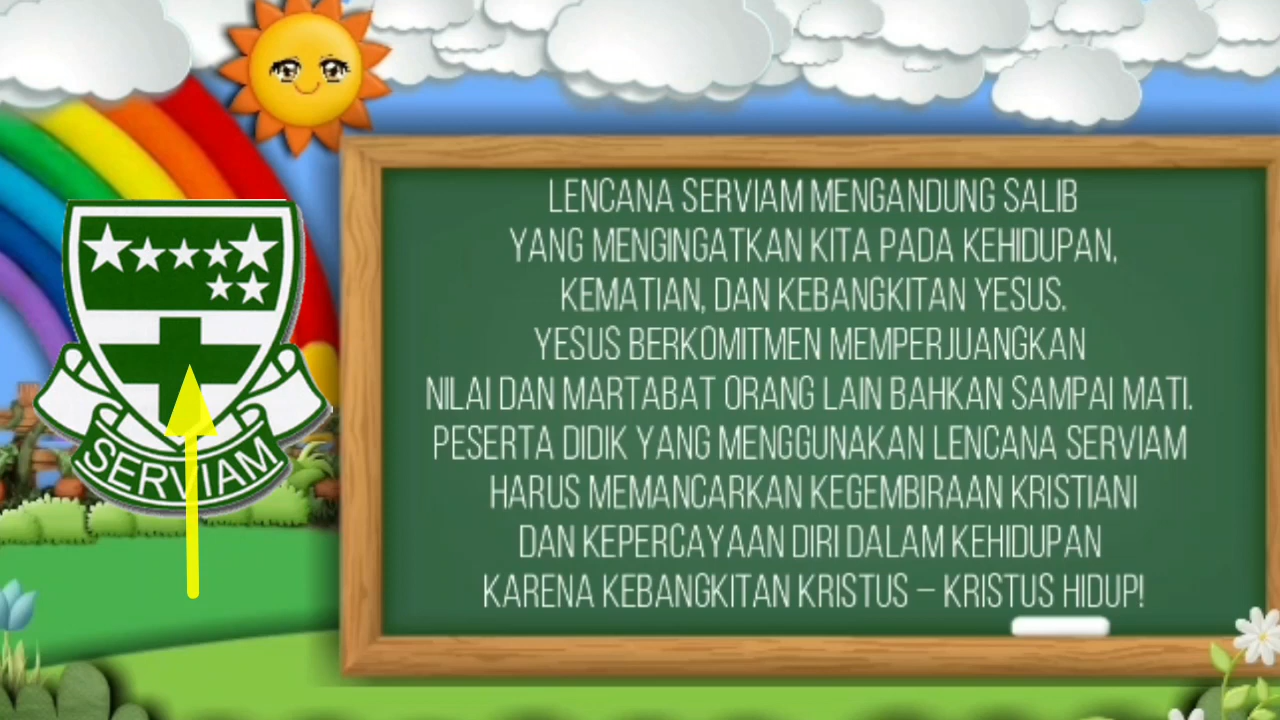 SERVIAM
LENCANA SERVIAM MENGANDUNG SALIB
YANG MENGINGATKAN KITA PADA KEHIDUPAN,
KEMATIAN, DAN KEBANGKITAN YESUS.
YESUS BERKOMITMEN MEMPERJUANGKAN
NILAI DAN MARTABAT ORANG LAIN BAHKAN SAMPAI MATI.
PESERTA DIDIK YANG MENGGUNAKAN LENCANA SERVIAM
HARUS MEMANCARKAN KEGEMBIRAAN KRISTIANI
DAN KEPERCAYAAN DIRI DALAM KEHIDUPAN
KARENA KEBANGKITAN KRISTUS – KRISTUS HIDUP!